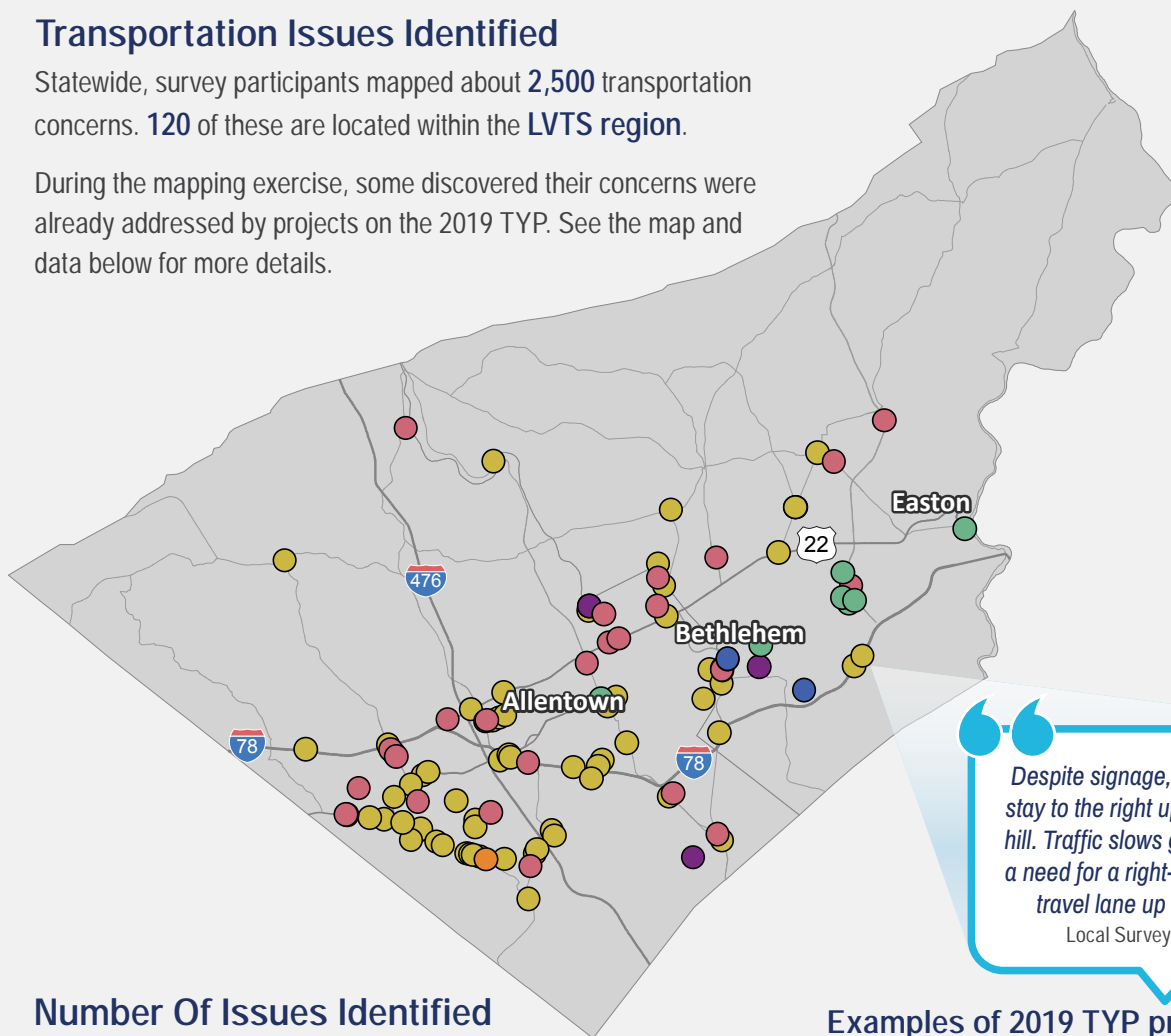 Transportation Issues Identified
Statewide, survey participants mapped about 2,500 transportation
concerns. 120 of these are located within the LVTS region.
During the mapping exercise, some discovered their concerns were
already addressed by projects on the 2019 TYP. See the map and
data below for more details.
Easton
22
476
Bethlehem
Allentown
78
78
Despite signage,
stay to the right u
hill. Traffic slows
a need for a right-
travel lane up
Local Survey
Number Of Issues Identified
Examples of 2019 TYP pr